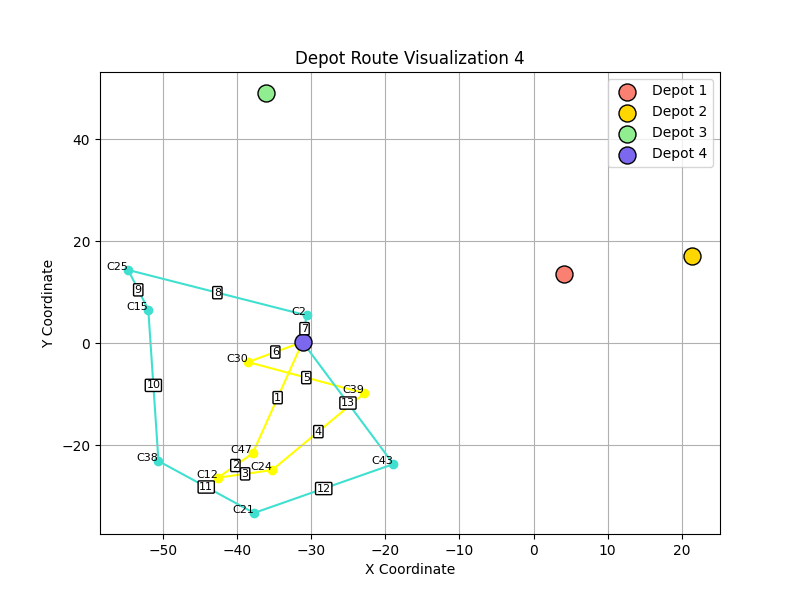 Depot Route Visualization 4
Depot 1
Depot 2
Depot 3
Depot 4
Y Coordinate
40
20
0
−20
C25
9
8
C15
C2
7
6
C30
5
10
1
C39
13
4
C47
C38
2
C12
3
C24
C43
11
12
C21
−50
−40
−30
−20
−10
0
10
20
X Coordinate